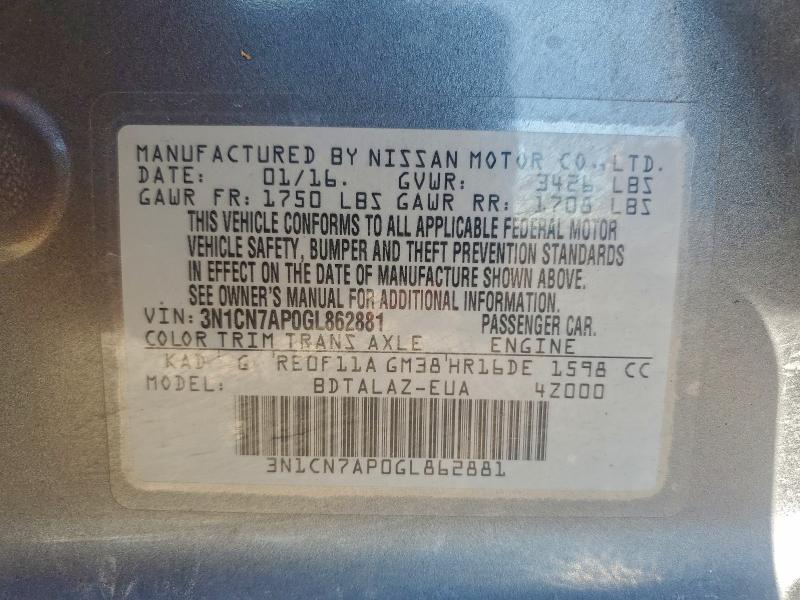 MANUFACTURED BY NISSAN MOTOR CO., LTD.
DATE: 01/16. GVWR: 3426 LBS
GAWR FR: 1750 LBS GAWR RR: 1708 LBS
THIS VEHICLE CONFORMS TO ALL APPLICABLE FEDERAL MOTOR
VEHICLE SAFETY, BUMPER AND THEFT PREVENTION STANDARDS
IN EFFECT ON THE DATE OF MANUFACTURE SHOWN ABOVE.
SEE OWNER'S MANUAL FOR ADDITIONAL INFORMATION.
VIN: 3N1CN7AP0GL862881 PASSENGER CAR.
COLOR TRIM TRANS AXLE ENGINE
KAD G RE0F11A GM38 HR16DE 1598 CC
MODEL: BDTALAZ-EUA 4Z000
3N1CN7AP0GL862881